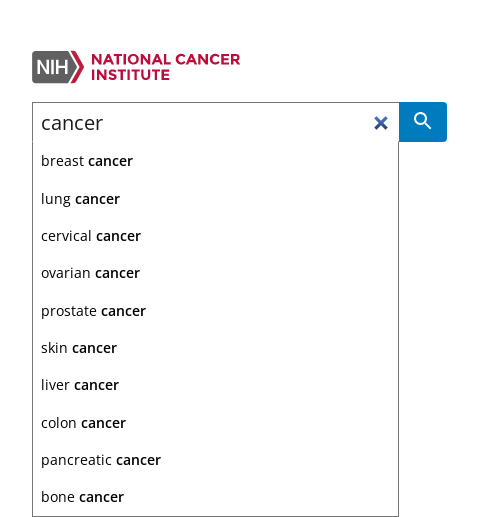 NIH
NATIONAL CANCER
INSTITUTE
cancer
breast cancer
lung cancer
cervical cancer
ovarian cancer
prostate cancer
skin cancer
liver cancer
colon cancer
pancreatic cancer
bone cancer